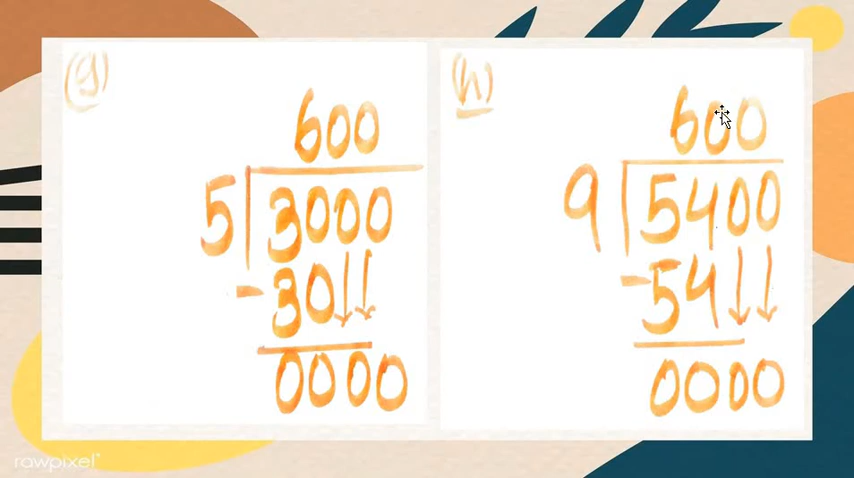 (g)
600
5 3000
- 30↓↓
0000
(h)
600
9 5400
- 54↓↓
0000
rawpixel